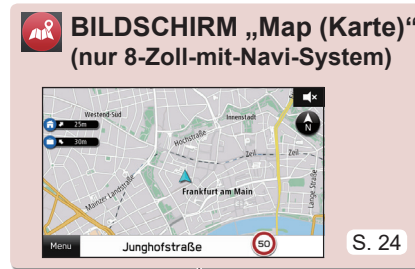 BILDSCHIRM „Map (Karte)“
(nur 8-Zoll-mit-Navi-System)
Westend-Süd
Innenstadt
25m
30m
N
Hochstraße
Zeil
Zeil
Mainzer Landstraße
Lange Straße
Frankfurt am Main
Menu
Junghofstraße
50
S. 24